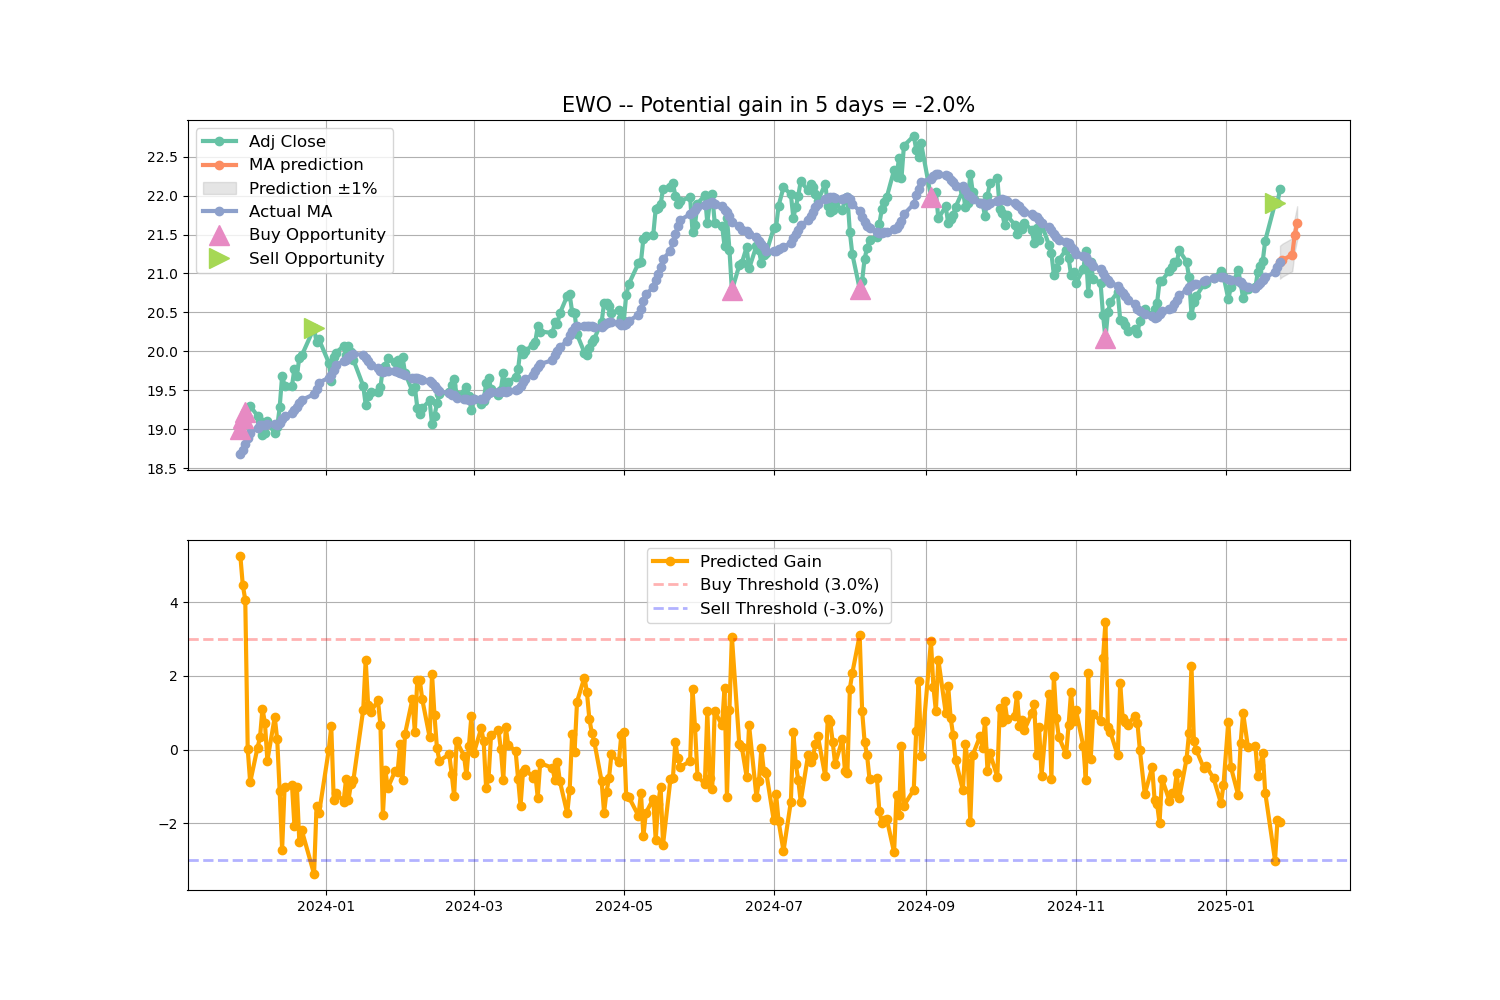 EWO -- Potential gain in 5 days = -2.0%
Adj Close
MA prediction
Prediction ±1%
Actual MA
Buy Opportunity
Sell Opportunity
22.5
22.0
21.5
21.0
20.5
20.0
19.5
19.0
18.5
Predicted Gain
Buy Threshold (3.0%)
Sell Threshold (-3.0%)
4
2
0
−2
2024-01
2024-03
2024-05
2024-07
2024-09
2024-11
2025-01